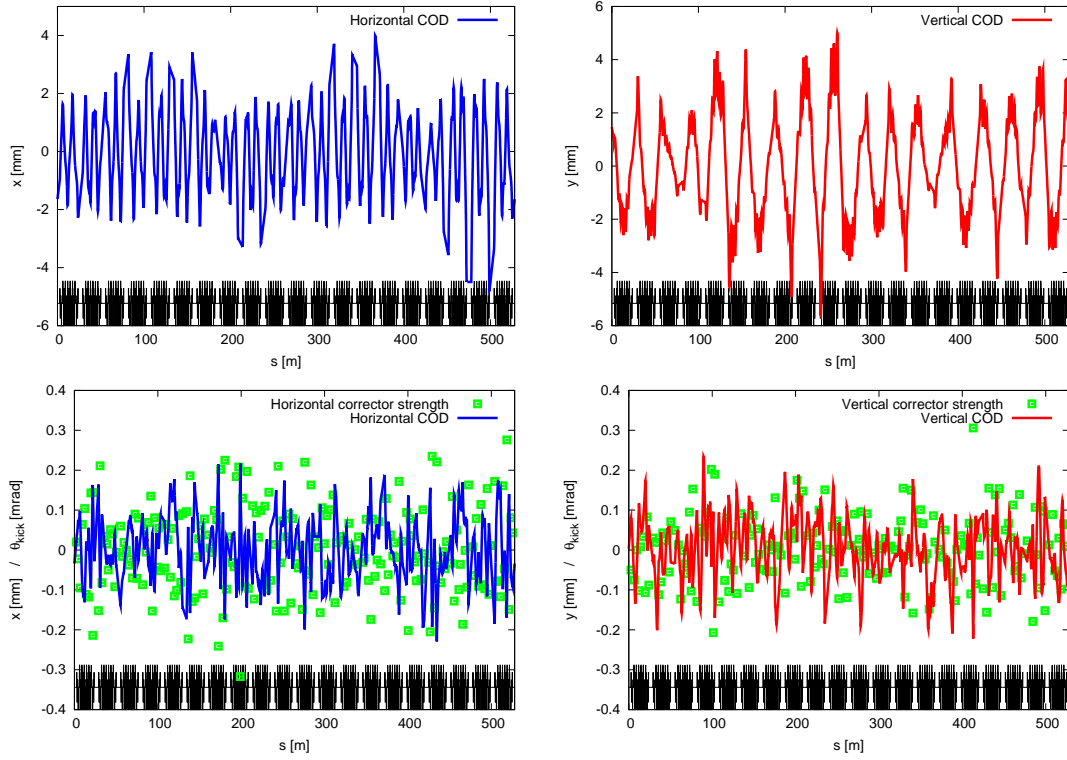 Horizontal COD
x [mm]
4
2
0
-2
-4
-6
0 100 200 300 400 500
s [m]
Vertical COD
y [mm]
6
4
2
0
-2
-4
-6
0 100 200 300 400 500
s [m]
Horizontal corrector strength
Horizontal COD
x [mm] / θkick [mrad]
0.4
0.3
0.2
0.1
0
-0.1
-0.2
-0.3
-0.4
0 100 200 300 400 500
s [m]
Vertical corrector strength
Vertical COD
y [mm] / θkick [mrad]
0.4
0.3
0.2
0.1
0
-0.1
-0.2
-0.3
-0.4
0 100 200 300 400 500
s [m]